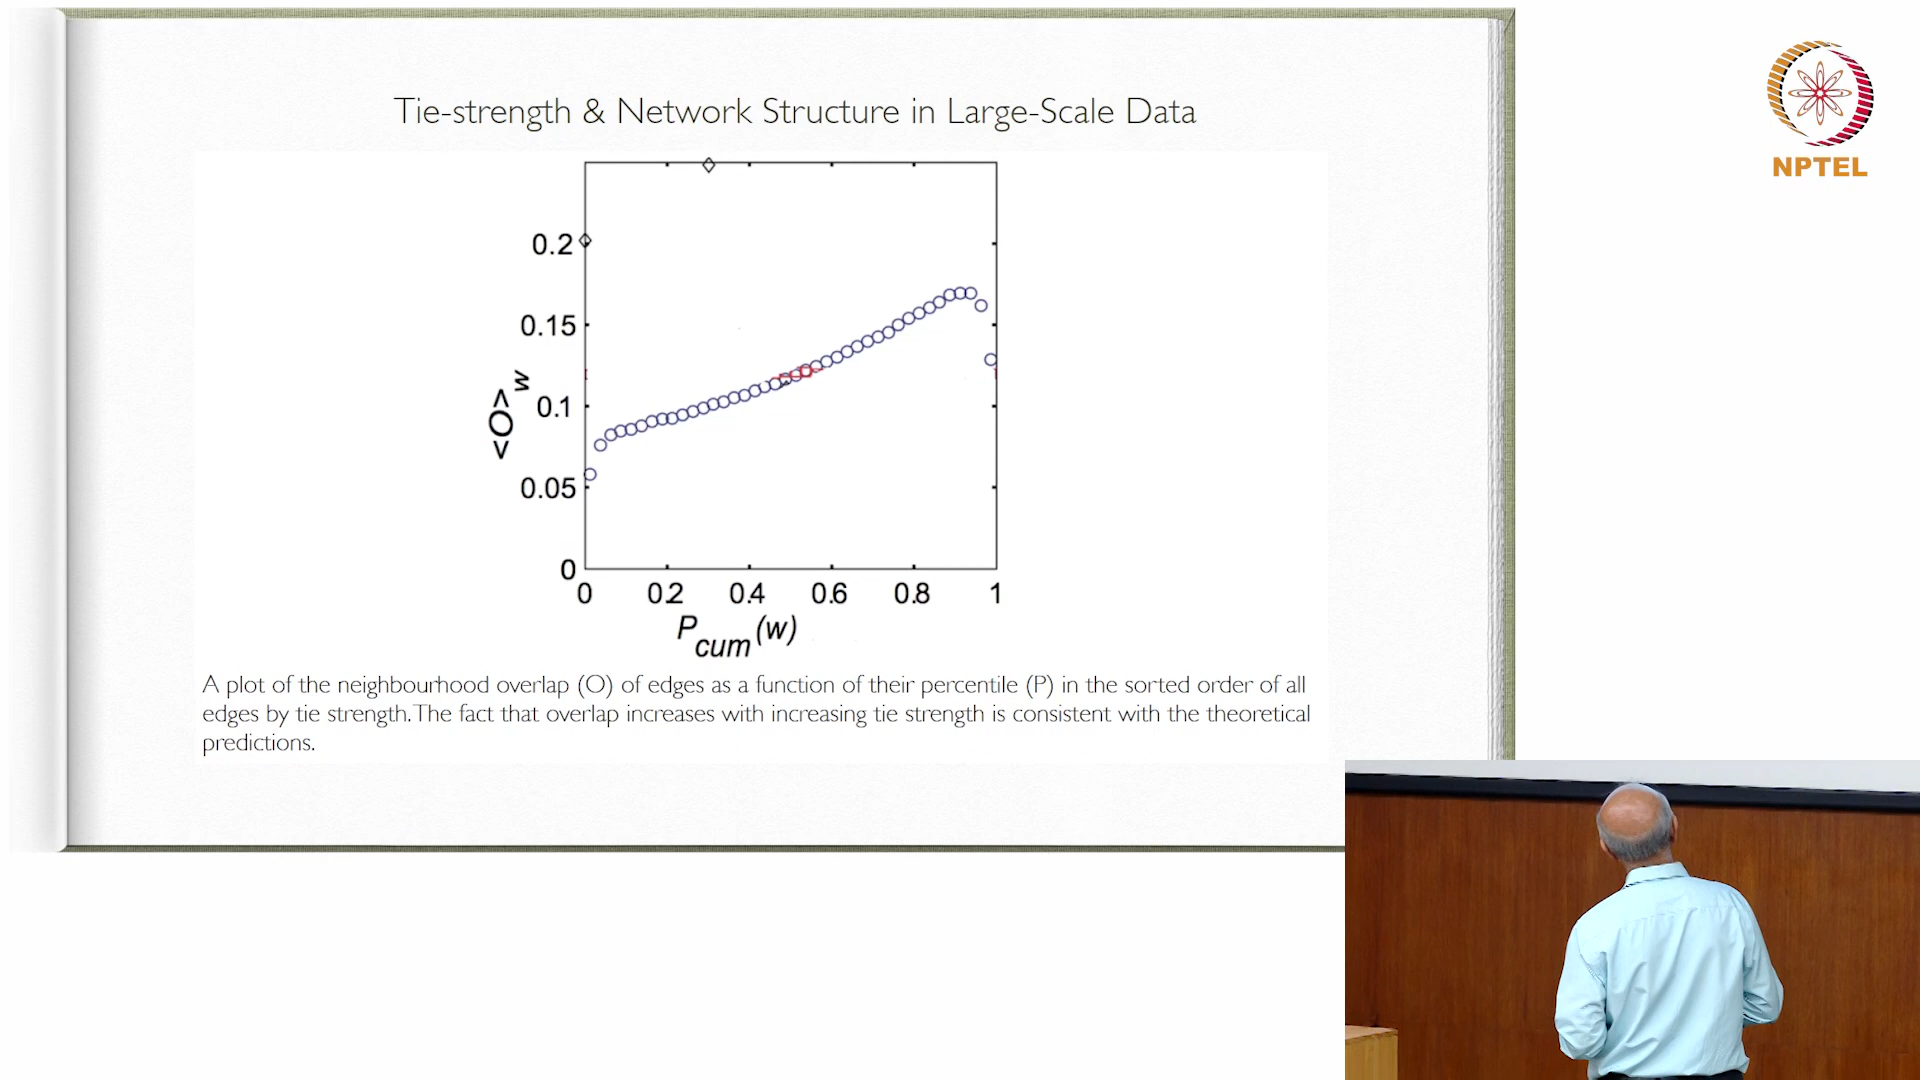 Tie-strength & Network Structure in Large-Scale Data
NPTEL
0.2
0.15
0.1
0.05
0
<O>w
0 0.2 0.4 0.6 0.8 1
Pcum(w)
A plot of the neighbourhood overlap (O) of edges as a function of their percentile (P) in the sorted order of all
edges by tie strength. The fact that overlap increases with increasing tie strength is consistent with the theoretical
predictions.